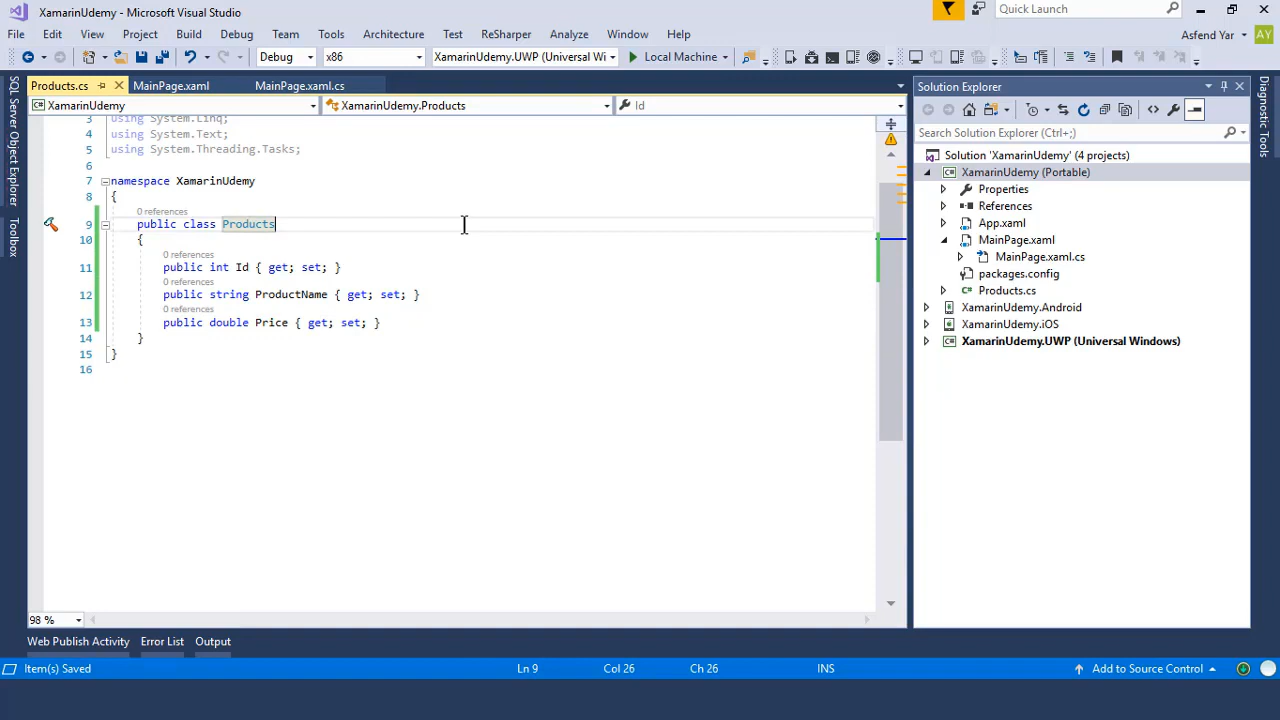 XamarinUdemy - Microsoft Visual Studio
Quick Launch
File Edit View Project Build Debug Team Tools Architecture Test ReSharper Analyze Window Help
Asfend Yar AY
Debug x86 XamarinUdemy.UWP (Universal Wi Local Machine
SQL Server Object Explorer
Toolbox
Products.cs MainPage.xaml MainPage.xaml.cs
XamarinUdemy XamarinUdemy.Products Id
3 using System.Linq;
4 using System.Text;
5 using System.Threading.Tasks;
6
7 namespace XamarinUdemy
8 {
0 references
9 public class Products
10 {
0 references
11 public int Id { get; set; }
0 references
12 public string ProductName { get; set; }
0 references
13 public double Price { get; set; }
14 }
15 }
16
98 %
Solution Explorer
Search Solution Explorer (Ctrl+;)
Solution 'XamarinUdemy' (4 projects)
XamarinUdemy (Portable)
Properties
References
App.xaml
MainPage.xaml
MainPage.xaml.cs
packages.config
Products.cs
XamarinUdemy.Android
XamarinUdemy.iOS
XamarinUdemy.UWP (Universal Windows)
Diagnostic Tools
Web Publish Activity Error List Output
Item(s) Saved Ln 9 Col 26 Ch 26 INS Add to Source Control